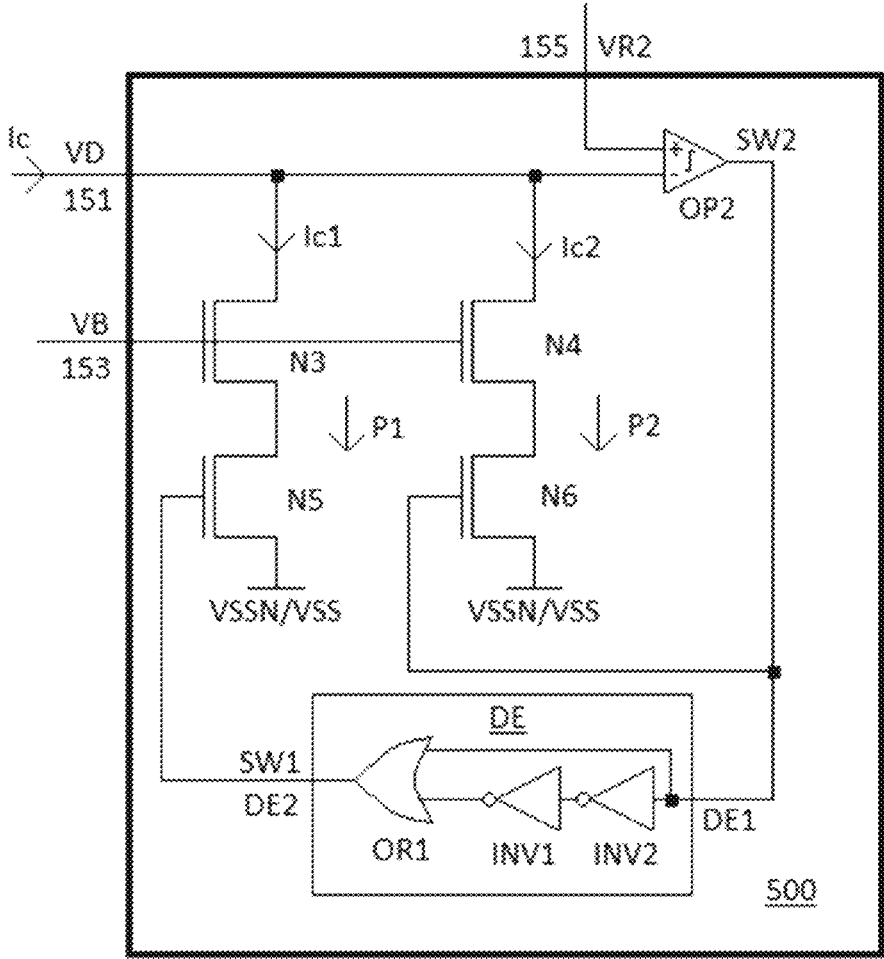 155 VR2
Ic VD
151
+
-
SW2
OP2
Ic1
Ic2
VB
153
N3
N4
P1
P2
N5
N6
VSSN/VSS
VSSN/VSS
DE
SW1
DE2
OR1
INV1
INV2
DE1
500